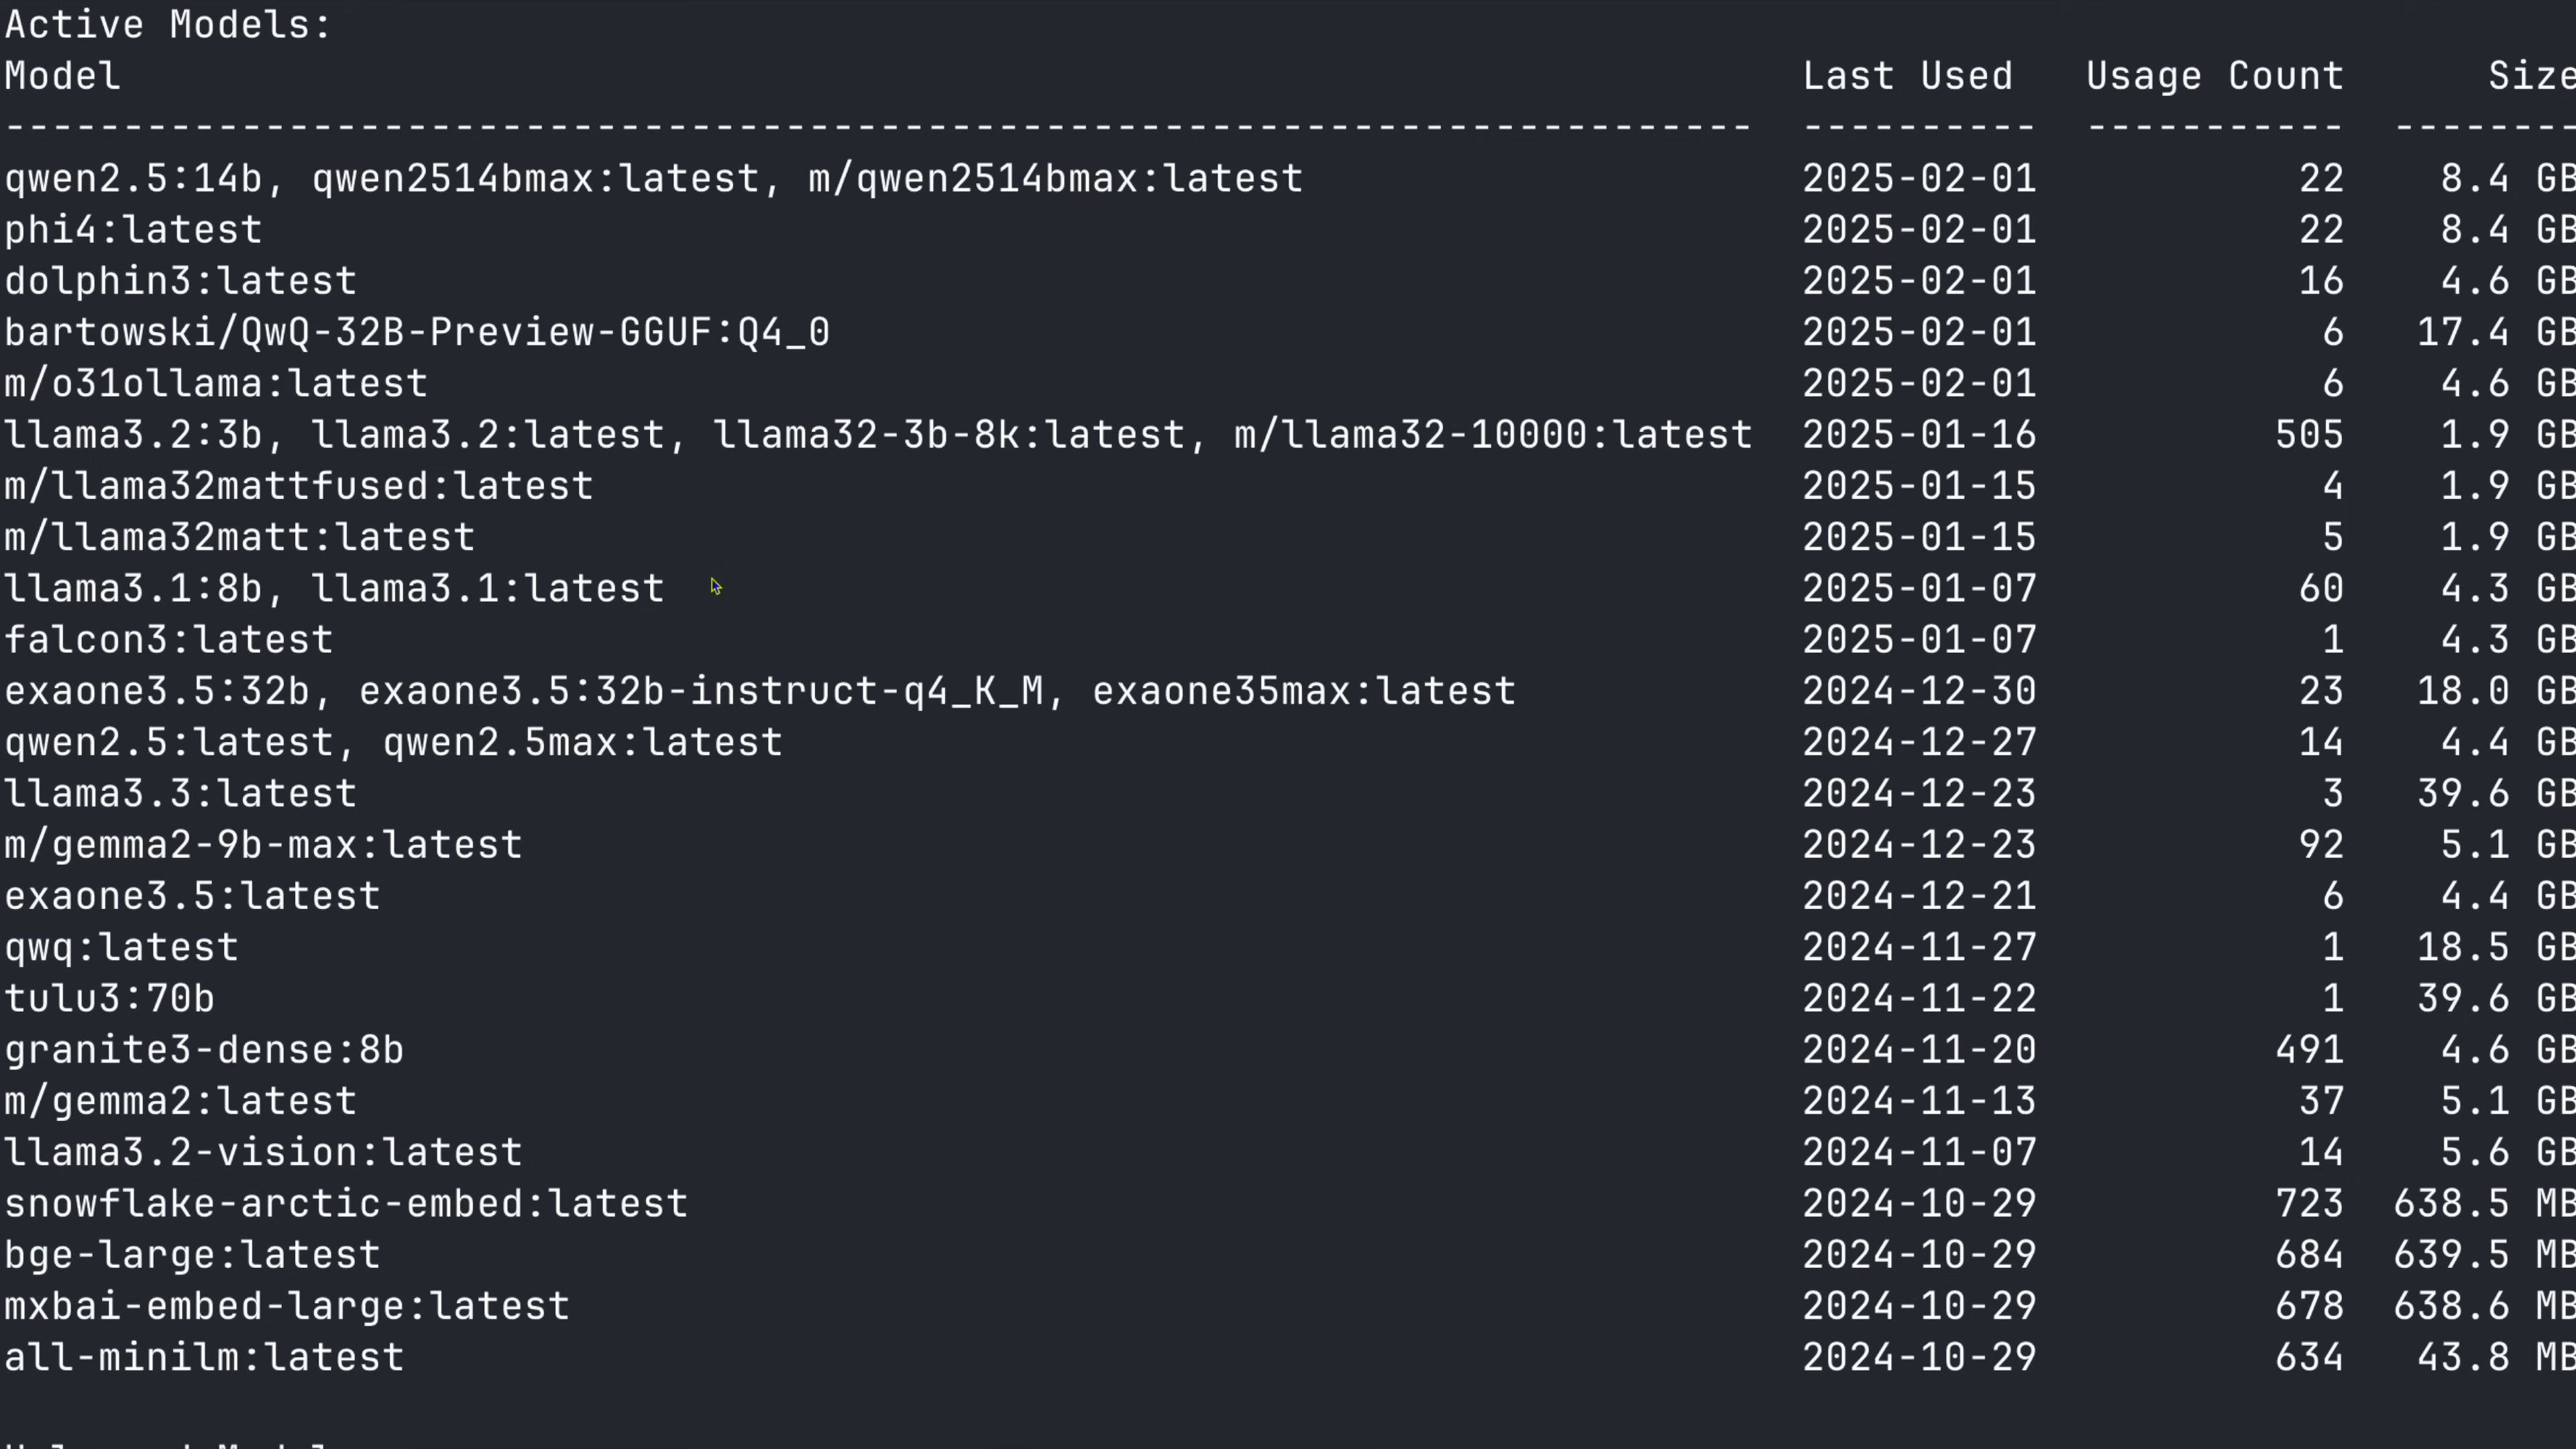 Active Models:
Model Last Used Usage Count Size
-------------------------------------------------------------------------- ---------- ----------- -------
qwen2.5:14b, qwen2514bmax:latest, m/qwen2514bmax:latest 2025-02-01 22 8.4 GB
phi4:latest 2025-02-01 22 8.4 GB
dolphin3:latest 2025-02-01 16 4.6 GB
bartowski/QwQ-32B-Preview-GGUF:Q4_0 2025-02-01 6 17.4 GB
m/o31ollama:latest 2025-02-01 6 4.6 GB
llama3.2:3b, llama3.2:latest, llama32-3b-8k:latest, m/llama32-10000:latest 2025-01-16 505 1.9 GB
m/llama32mattfused:latest 2025-01-15 4 1.9 GB
m/llama32matt:latest 2025-01-15 5 1.9 GB
llama3.1:8b, llama3.1:latest 2025-01-07 60 4.3 GB
falcon3:latest 2025-01-07 1 4.3 GB
exaone3.5:32b, exaone3.5:32b-instruct-q4_K_M, exaone35max:latest 2024-12-30 23 18.0 GB
qwen2.5:latest, qwen2.5max:latest 2024-12-27 14 4.4 GB
llama3.3:latest 2024-12-23 3 39.6 GB
m/gemma2-9b-max:latest 2024-12-23 92 5.1 GB
exaone3.5:latest 2024-12-21 6 4.4 GB
qwq:latest 2024-11-27 1 18.5 GB
tulu3:70b 2024-11-22 1 39.6 GB
granite3-dense:8b 2024-11-20 491 4.6 GB
m/gemma2:latest 2024-11-13 37 5.1 GB
llama3.2-vision:latest 2024-11-07 14 5.6 GB
snowflake-arctic-embed:latest 2024-10-29 723 638.5 MB
bge-large:latest 2024-10-29 684 639.5 MB
mxbai-embed-large:latest 2024-10-29 678 638.6 MB
all-minilm:latest 2024-10-29 634 43.8 MB